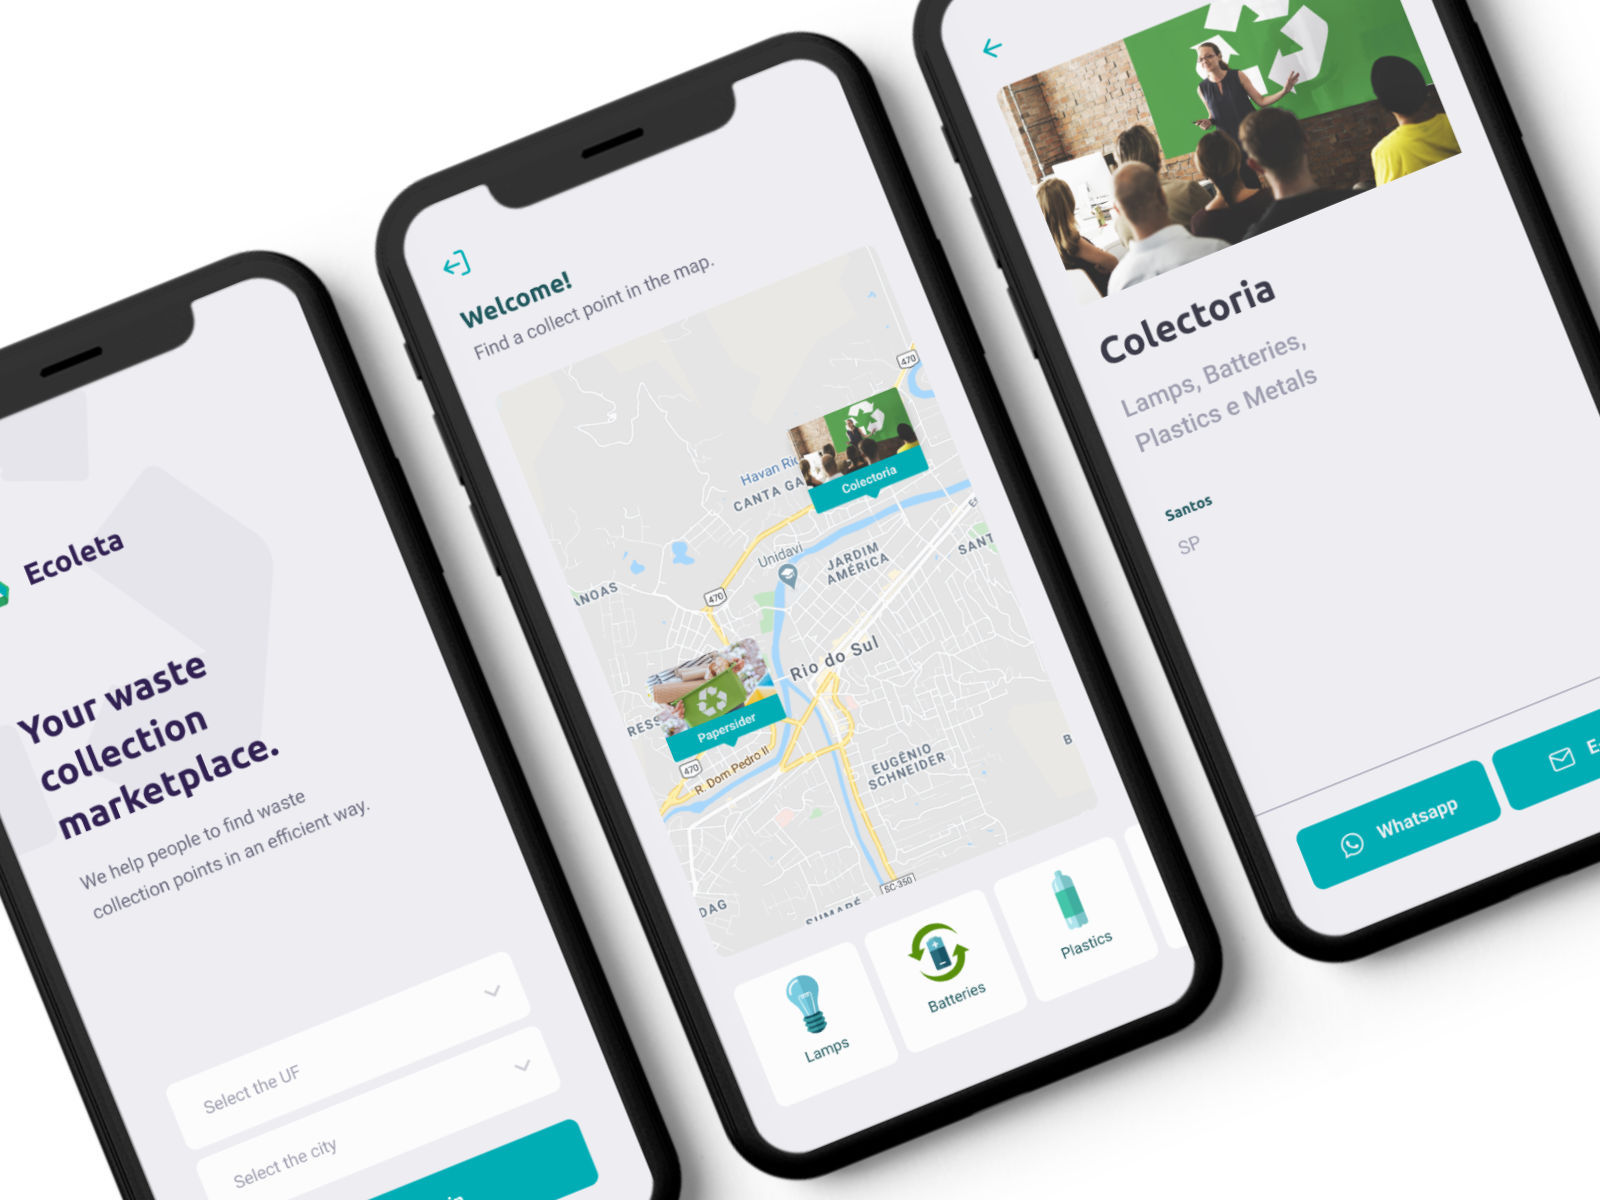 Ecoleta
Your waste
collection
marketplace.
We help people to find waste
collection points in an efficient way.
Select the UF
Select the city
Welcome!
Find a collect point in the map.
470
Havan Rio
CANTA GA
Colectoria
Unidavi
JARDIM
AMÉRICA
SANT
ANOAS
470
Rio do Sul
RESS
Papersider
470
R. Dom Pedro II
EUGÊNIO
SCHNEIDER
B
SC-350
DAG
SUMARÉ
Lamps
Batteries
Plastics
Colectoria
Lamps, Batteries,
Plastics e Metals
Santos
SP
Whatsapp